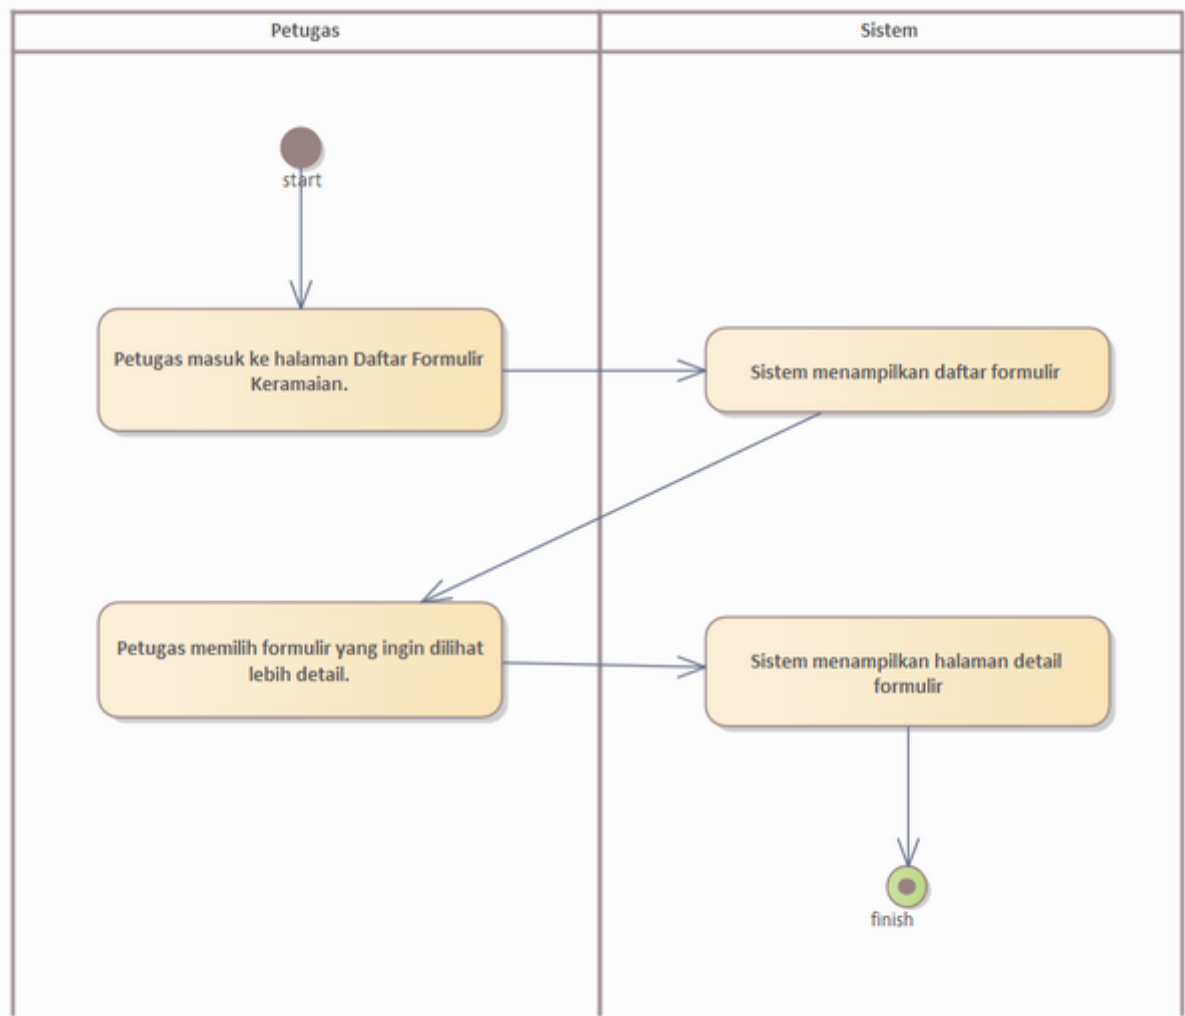 Petugas
Sistem
start
Petugas masuk ke halaman Daftar Formulir
Keramaian.
Sistem menampilkan daftar formulir
Petugas memilih formulir yang ingin dilihat
lebih detail.
Sistem menampilkan halaman detail
formulir
finish